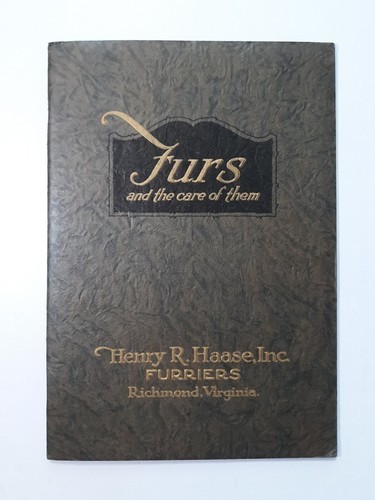 Furs
and the care of them
Henry R. Haase, Inc.
FURRIERS
Richmond, Virginia.